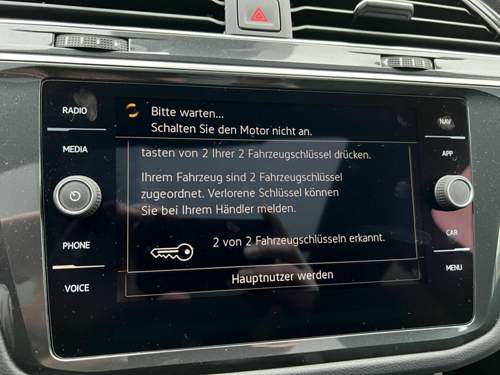 RADIO
MEDIA
PHONE
VOICE
Bitte warten...
Schalten Sie den Motor nicht an.
tasten von 2 Ihrer 2 Fahrzeugschlüssel drücken.
Ihrem Fahrzeug sind 2 Fahrzeugschlüssel
zugeordnet. Verlorene Schlüssel können
Sie bei Ihrem Händler melden.
2 von 2 Fahrzeugschlüsseln erkannt.
Hauptnutzer werden
NAV
APP
CAR
MENU